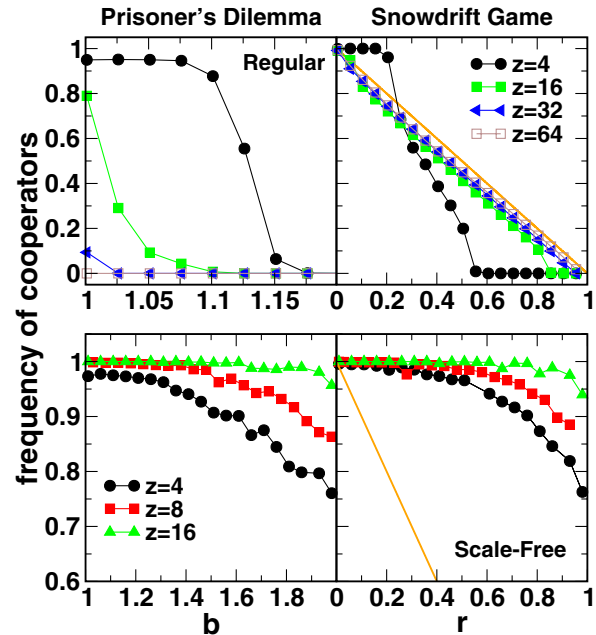 Prisoner's Dilemma Snowdrift Game
frequency of cooperators
Regular
1
0.8
0.6
0.4
0.2
0
1 1.05 1.1 1.15
z=4
z=16
z=32
z=64
0 0.2 0.4 0.6 0.8 1
1
0.9
0.8
0.7
0.6
z=4
z=8
z=16
1 1.2 1.4 1.6 1.8 2
b
Scale-Free
0 0.2 0.4 0.6 0.8 1
r